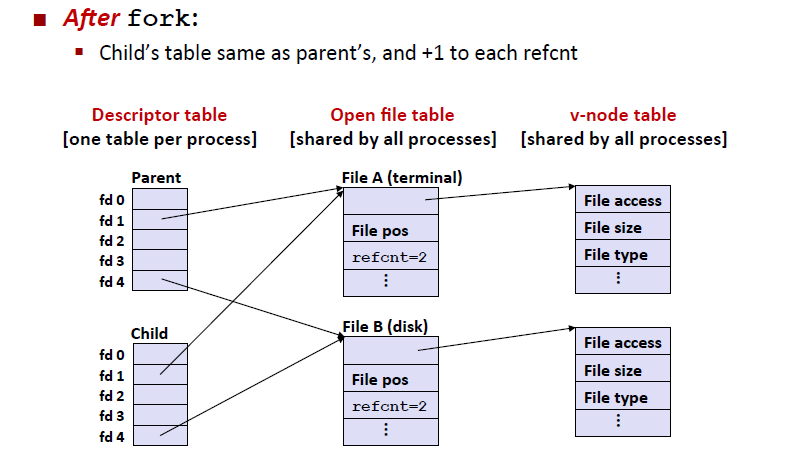 After fork:
Child's table same as parent's, and +1 to each refcnt
Descriptor table
[one table per process]
Open file table
[shared by all processes]
v-node table
[shared by all processes]
Parent
fd 0
fd 1
fd 2
fd 3
fd 4
Child
fd 0
fd 1
fd 2
fd 3
fd 4
File A (terminal)
File pos
refcnt=2
⋮
File B (disk)
File pos
refcnt=2
⋮
File access
File size
File type
⋮
File access
File size
File type
⋮